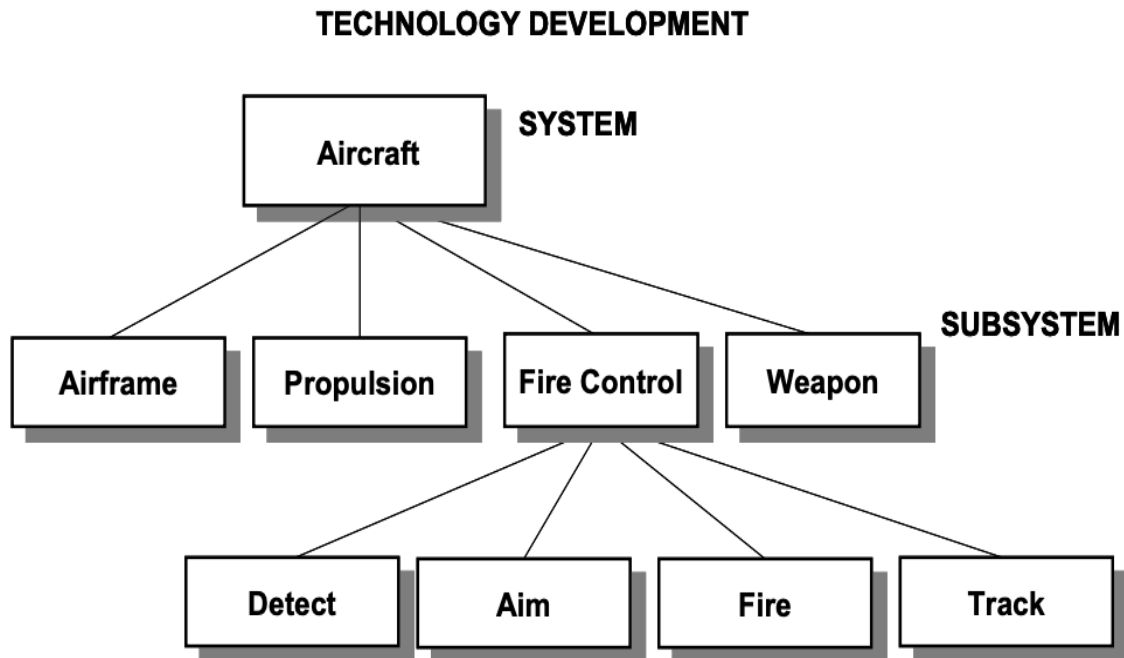 TECHNOLOGY DEVELOPMENT
SYSTEM
Aircraft
SUBSYSTEM
Airframe
Propulsion
Fire Control
Weapon
Detect
Aim
Fire
Track